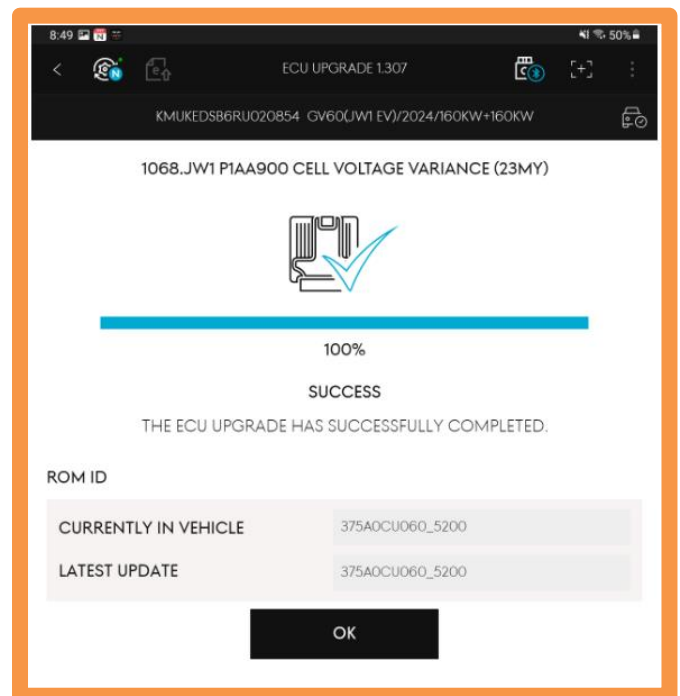 8:49 50%
ECU UPGRADE 1.307
KMUKEDSB6RU020854 GV60(JW1 EV)/2024/160KW+160KW
1068.JW1 P1AA900 CELL VOLTAGE VARIANCE (23MY)
100%
SUCCESS
THE ECU UPGRADE HAS SUCCESSFULLY COMPLETED.
ROM ID
CURRENTLY IN VEHICLE 375A0CU060_5200
LATEST UPDATE 375A0CU060_5200
OK